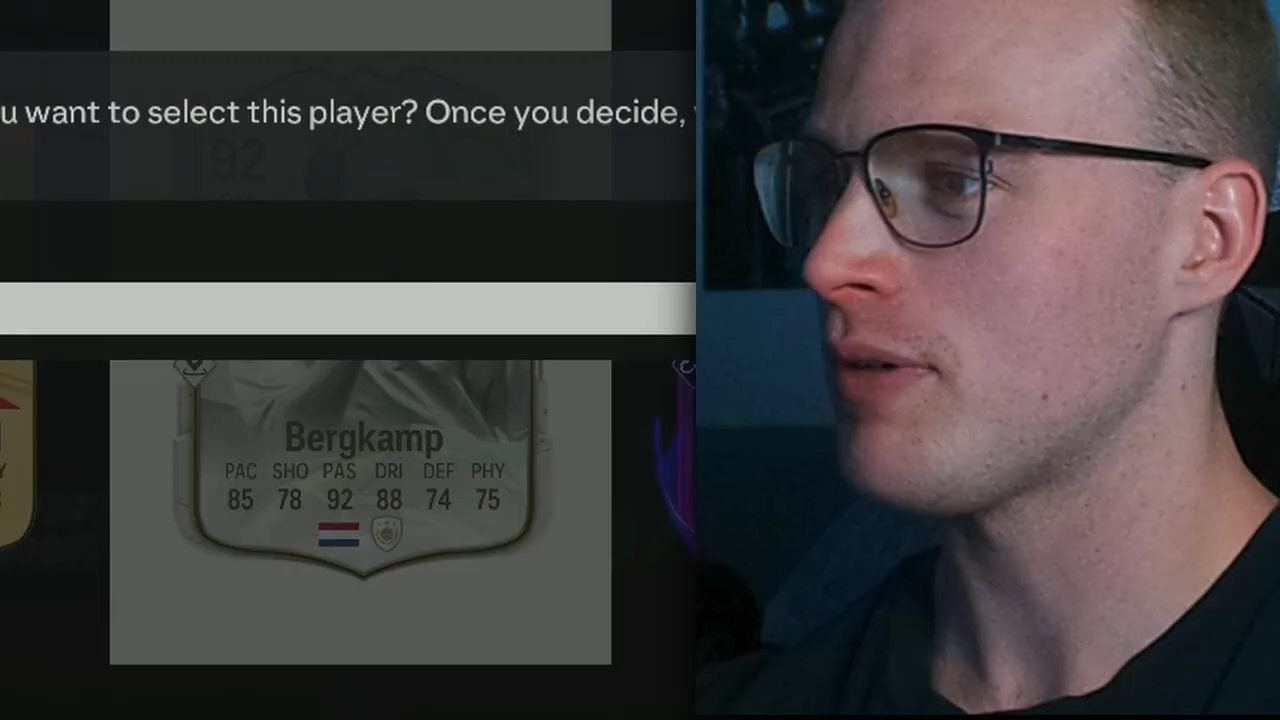 u want to select this player? Once you decide,
92
Bergkamp
PAC SHO PAS DRI DEF PHY
85 78 92 88 74 75